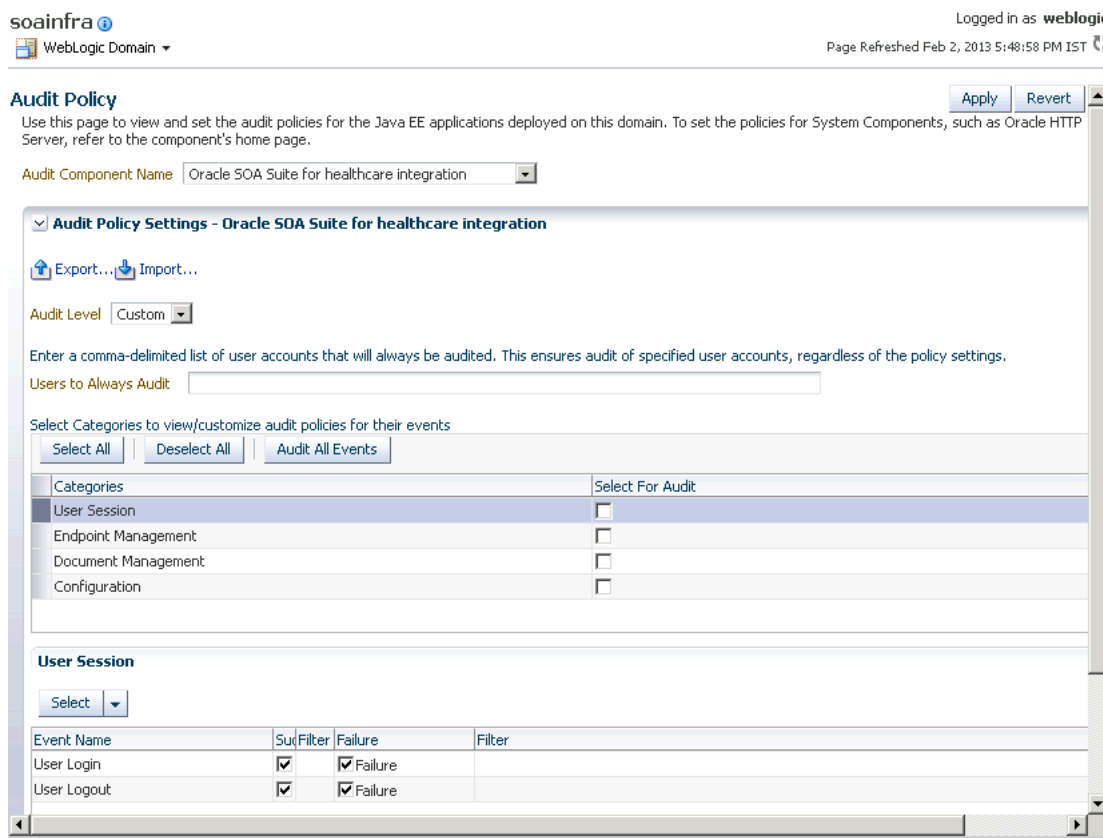 soainfra
Logged in as weblogic
WebLogic Domain
Page Refreshed Feb 2, 2013 5:48:58 PM IST
Audit Policy
Apply Revert
Use this page to view and set the audit policies for the Java EE applications deployed on this domain. To set the policies for System Components, such as Oracle HTTP
Server, refer to the component's home page.
Audit Component Name Oracle SOA Suite for healthcare integration
Audit Policy Settings - Oracle SOA Suite for healthcare integration
Export... Import...
Audit Level Custom
Enter a comma-delimited list of user accounts that will always be audited. This ensures audit of specified user accounts, regardless of the policy settings.
Users to Always Audit
Select Categories to view/customize audit policies for their events
Select All Deselect All Audit All Events
Categories Select For Audit
User Session
Endpoint Management
Document Management
Configuration
User Session
Select
Event Name Suc Filter Failure Filter
User Login Failure
User Logout Failure